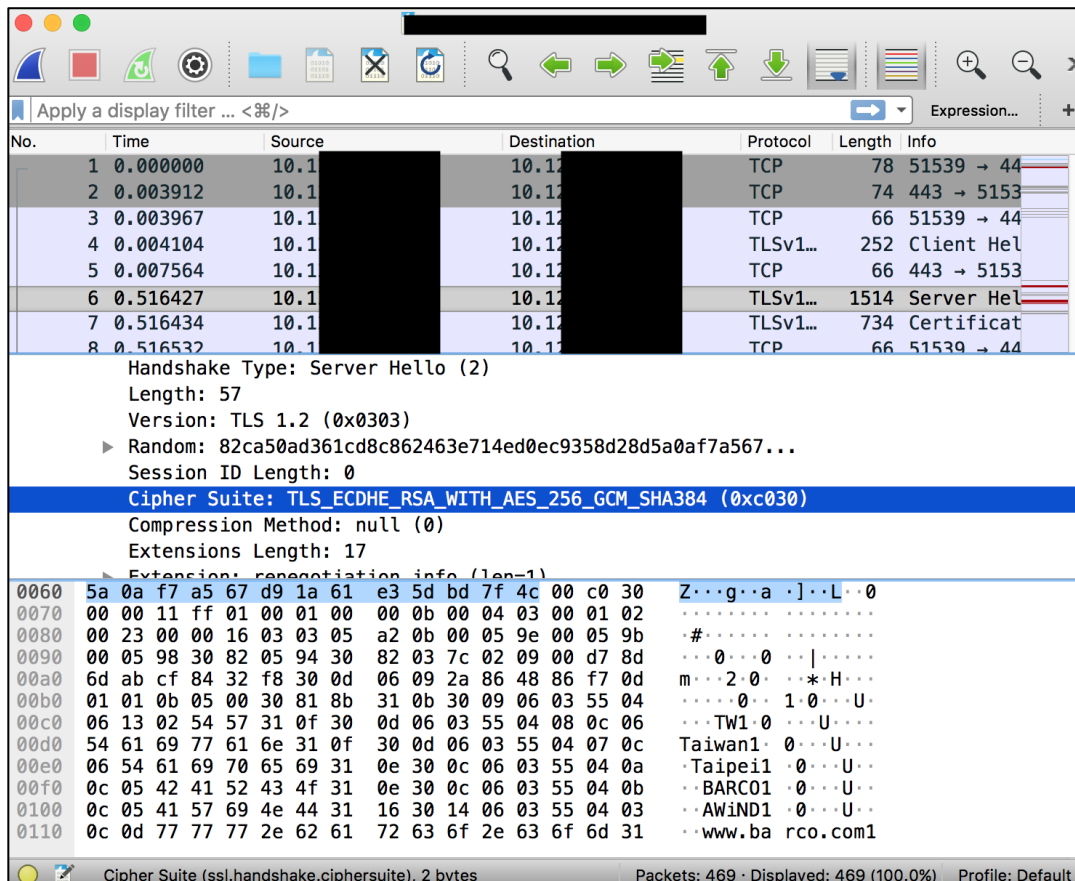 Apply a display filter ... <⌘/>
Expression...
+
No. Time Source Destination Protocol Length Info
1 0.000000 10.1 10.12 TCP 78 51539 → 44
2 0.003912 10.1 10.12 TCP 74 443 → 5153
3 0.003967 10.1 10.12 TCP 66 51539 → 44
4 0.004104 10.1 10.12 TLSv1… 252 Client Hel
5 0.007564 10.1 10.12 TCP 66 443 → 5153
6 0.516427 10.1 10.12 TLSv1… 1514 Server Hel
7 0.516434 10.1 10.12 TLSv1… 734 Certificat
8 0.516532 10.1 10.12 TCP 66 51539 → 44
Handshake Type: Server Hello (2)
Length: 57
Version: TLS 1.2 (0x0303)
Random: 82ca50ad361cd8c862463e714ed0ec9358d28d5a0af7a567...
Session ID Length: 0
Cipher Suite: TLS_ECDHE_RSA_WITH_AES_256_GCM_SHA384 (0xc030)
Compression Method: null (0)
Extensions Length: 17
Extension: renegotiation_info (len=1)
0060 5a 0a f7 a5 67 d9 1a 61 e3 5d bd 7f 4c 00 c0 30 Z···g··a ·]··L··0
0070 00 00 11 ff 01 00 01 00 00 0b 00 04 03 00 01 02 ········ ········
0080 00 23 00 00 16 03 03 05 a2 0b 00 05 9e 00 05 9b ·#······ ········
0090 00 05 98 30 82 05 94 30 82 03 7c 02 09 00 d7 8d ···0···0 ··|·····
00a0 6d ab cf 84 32 f8 30 0d 06 09 2a 86 48 86 f7 0d m···2·0· ··*·H···
00b0 01 01 0b 05 00 30 81 8b 31 0b 30 09 06 03 55 04 ·····0·· 1·0···U·
00c0 06 13 02 54 57 31 0f 30 0d 06 03 55 04 08 0c 06 ···TW1·0 ···U····
00d0 54 61 69 77 61 6e 31 0f 30 0d 06 03 55 04 07 0c Taiwan1· 0···U···
00e0 06 54 61 69 70 65 69 31 0e 30 0c 06 03 55 04 0a ·Taipei1 ·0···U··
00f0 0c 05 42 41 52 43 4f 31 0e 30 0c 06 03 55 04 0b ··BARCO1 ·0···U··
0100 0c 05 41 57 69 4e 44 31 16 30 14 06 03 55 04 03 ··AWiND1 ·0···U··
0110 0c 0d 77 77 77 2e 62 61 72 63 6f 2e 63 6f 6d 31 ··www.ba rco.com1
Cipher Suite (ssl.handshake.ciphersuite), 2 bytes Packets: 469 · Displayed: 469 (100.0%) Profile: Default